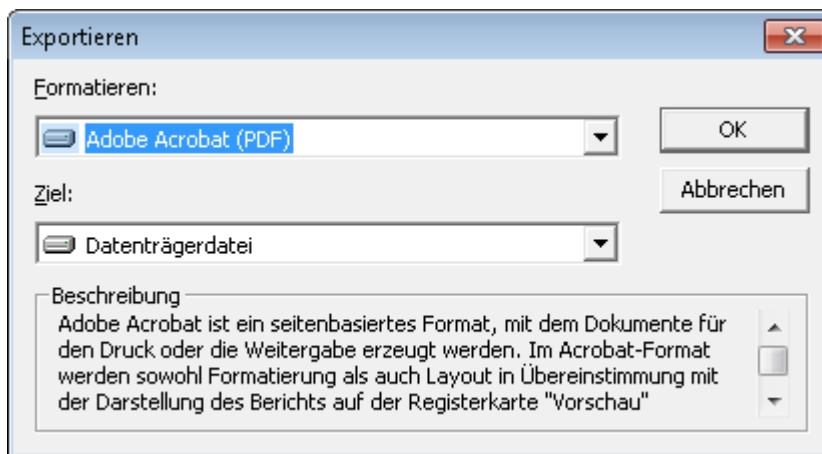 Exportieren
Formatieren:
Adobe Acrobat (PDF)
OK
Ziel:
Abbrechen
Datenträgerdatei
Beschreibung
Adobe Acrobat ist ein seitenbasiertes Format, mit dem Dokumente für
den Druck oder die Weitergabe erzeugt werden. Im Acrobat-Format
werden sowohl Formatierung als auch Layout in Übereinstimmung mit
der Darstellung des Berichts auf der Registerkarte "Vorschau"